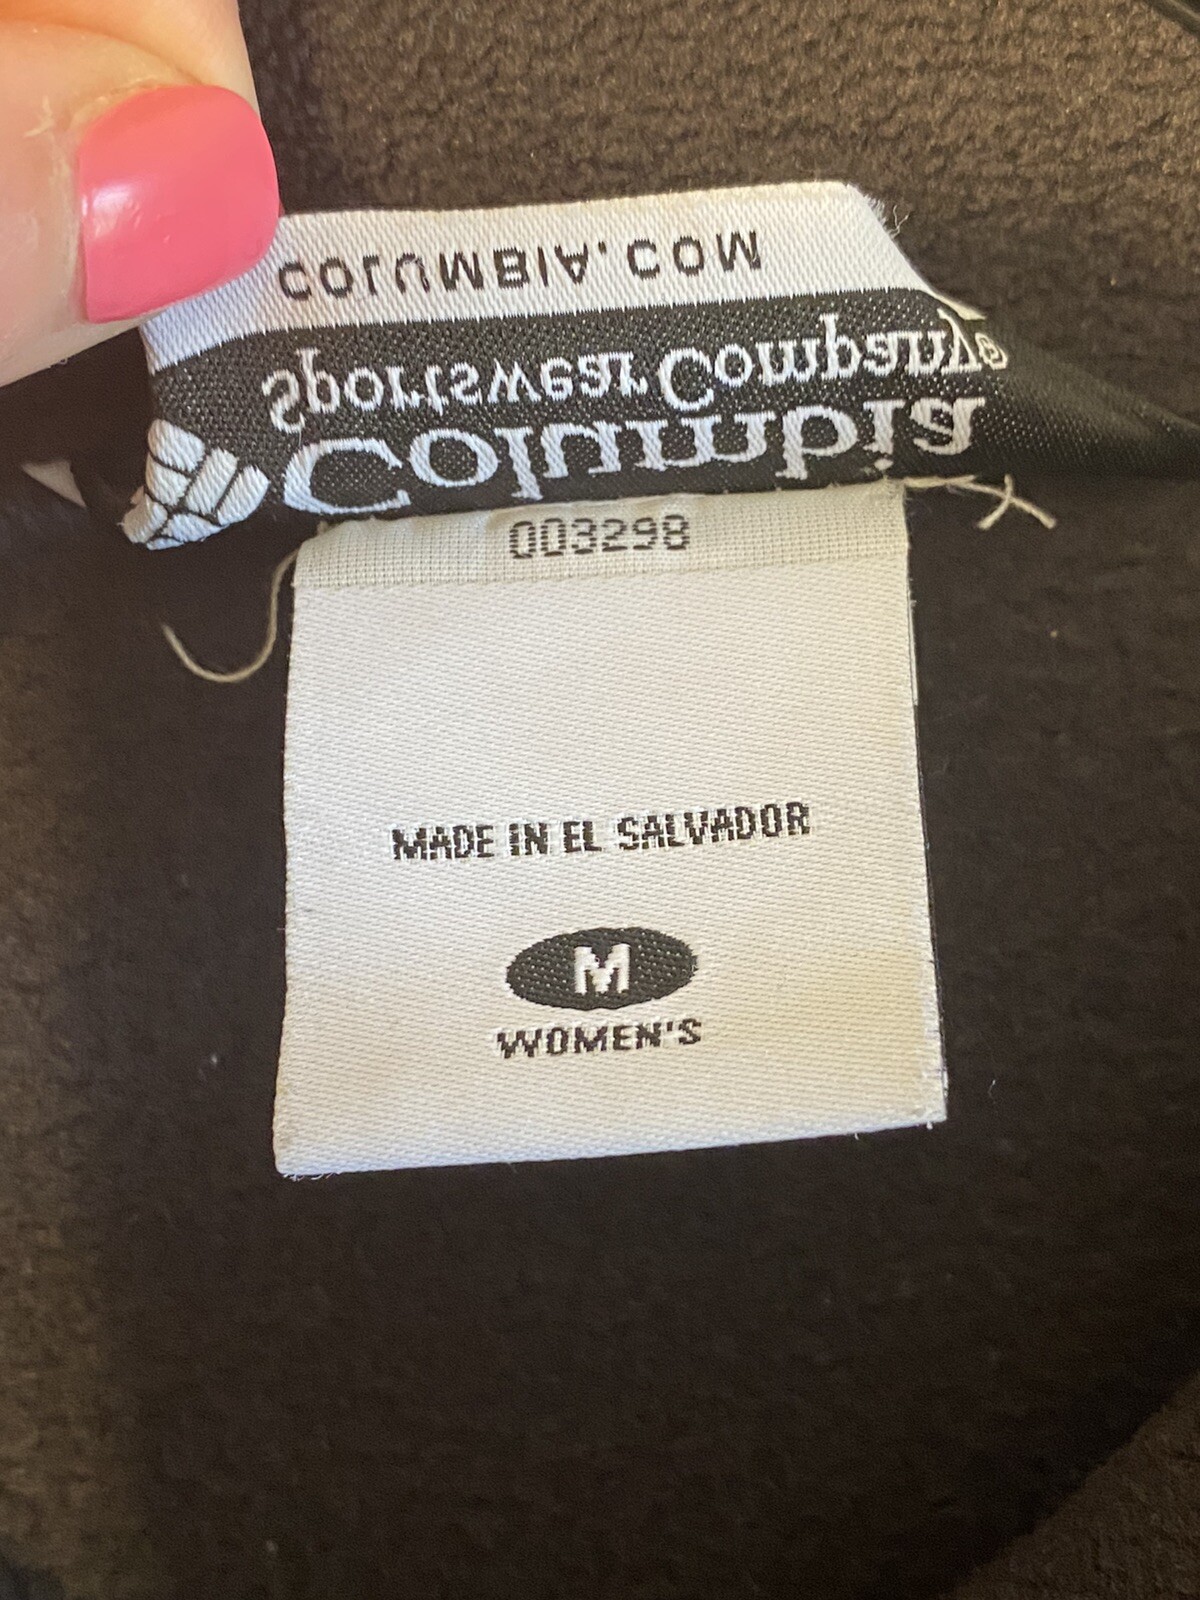 COLUMBIA.COM
Sportswear Company®
Columbia
003298
MADE IN EL SALVADOR
M
WOMEN'S